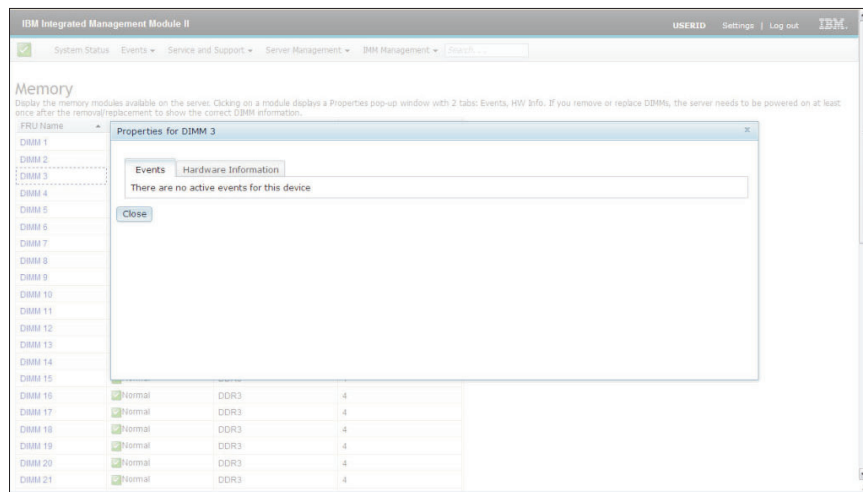 IBM Integrated Management Module II
USERID Settings | Log out IBM.
System Status Events Service and Support Server Management IMM Management Search ...
Memory
Display the memory modules available on the server. Clicking on a module displays a Properties pop-up window with 2 tabs: Events, HW Info. If you remove or replace DIMMs, the server needs to be powered on at least
once after the removal/replacement to show the correct DIMM information.
FRU Name
Properties for DIMM 3 x
DIMM 1
DIMM 2
Events Hardware Information
DIMM 3
There are no active events for this device
DIMM 4
DIMM 5
Close
DIMM 6
DIMM 7
DIMM 8
DIMM 9
DIMM 10
DIMM 11
DIMM 12
DIMM 13
DIMM 14
DIMM 15
DIMM 16 Normal DDR3 4
DIMM 17 Normal DDR3 4
DIMM 18 Normal DDR3 4
DIMM 19 Normal DDR3 4
DIMM 20 Normal DDR3 4
DIMM 21 Normal DDR3 4